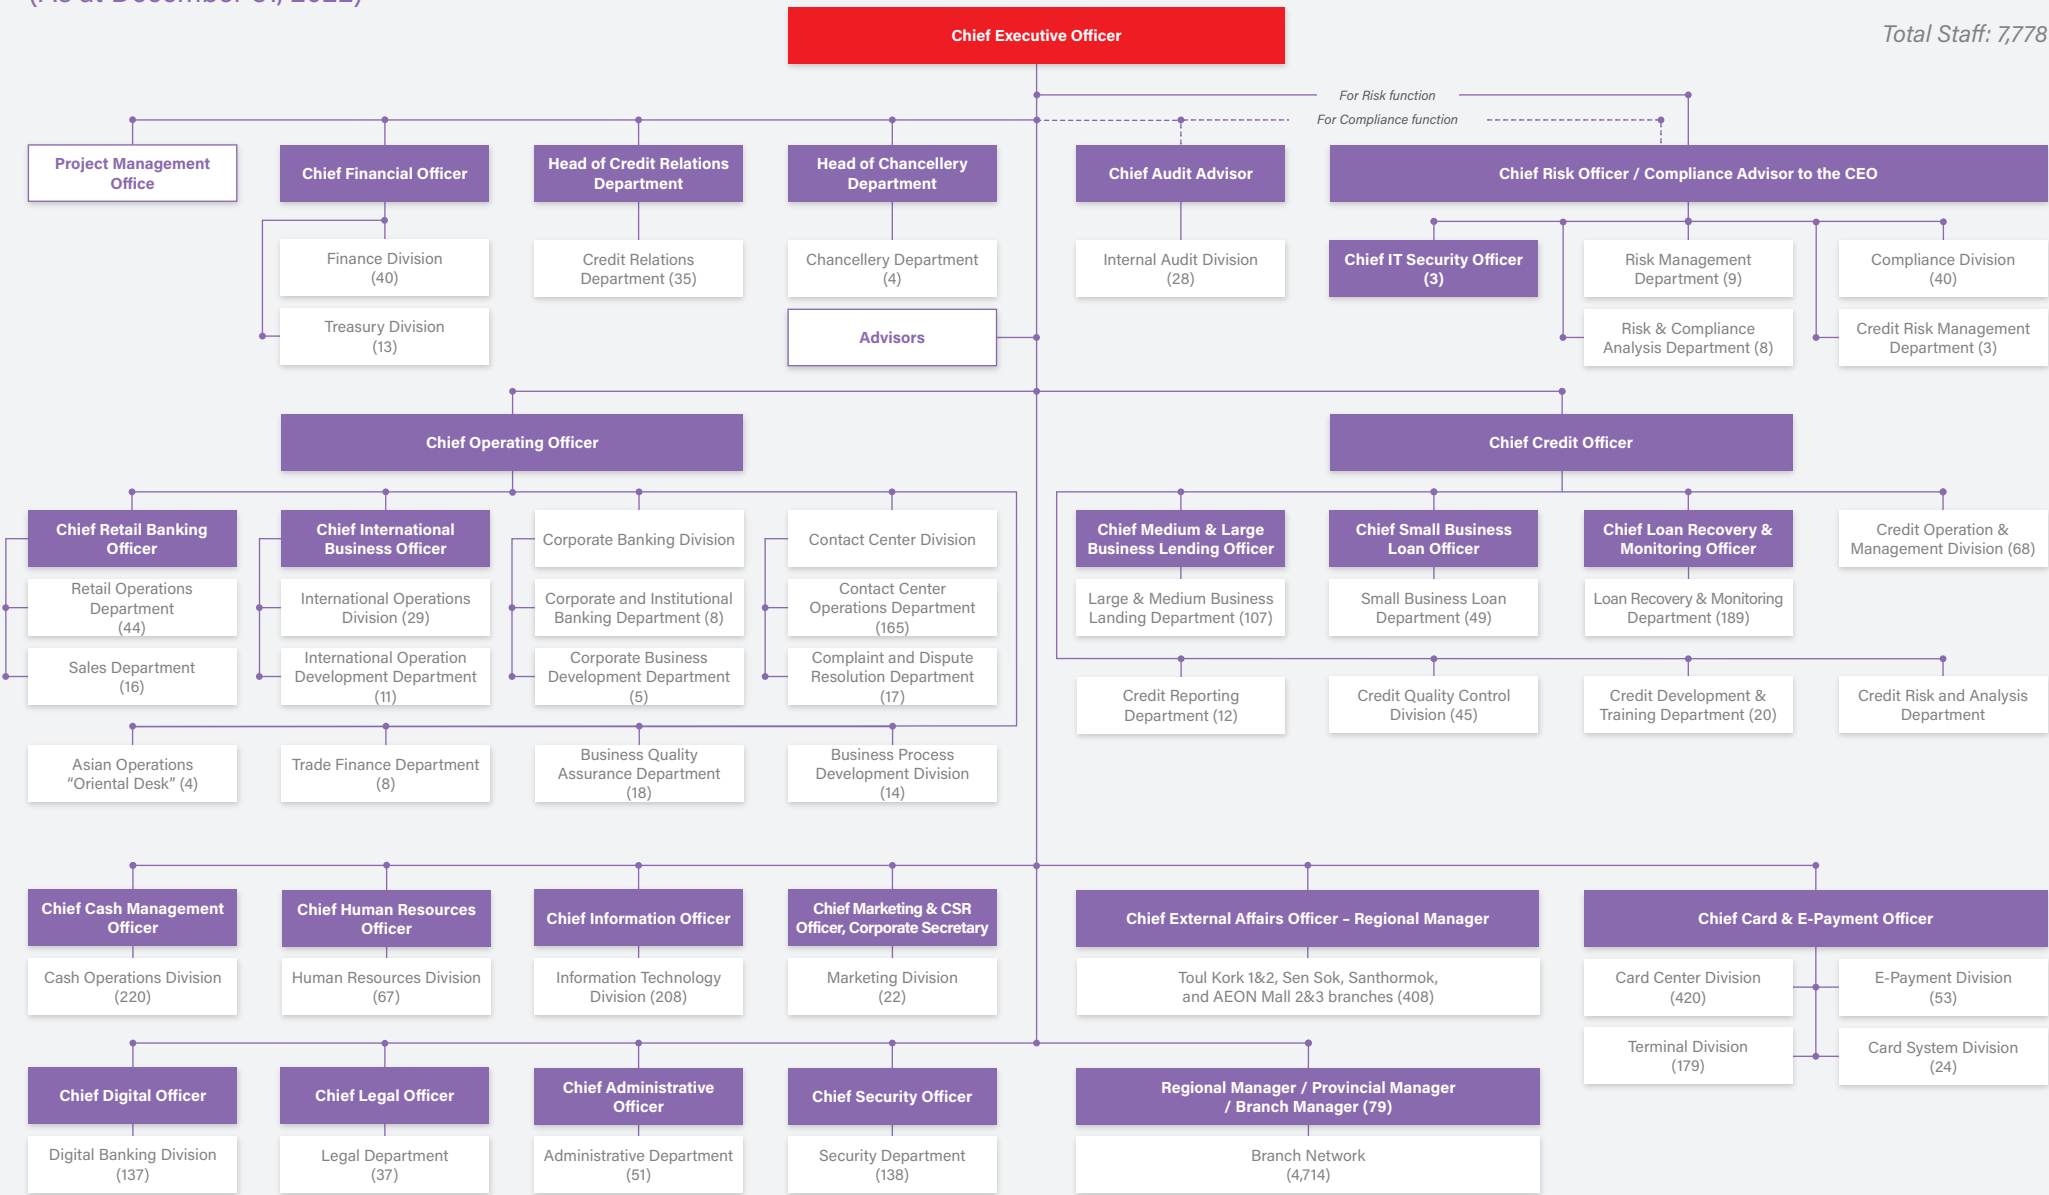 (As at December 31, 2022)
Total Staff: 7,778
Chief Executive Officer
For Risk function
For Compliance function
Project Management
Office
Chief Financial Officer
Head of Credit Relations
Department
Head of Chancellery
Department
Chief Audit Advisor
Chief Risk Officer / Compliance Advisor to the CEO
Finance Division
(40)
Credit Relations
Department (35)
Chancellery Department
(4)
Internal Audit Division
(28)
Chief IT Security Officer
(3)
Risk Management
Department (9)
Compliance Division
(40)
Treasury Division
(13)
Advisors
Risk & Compliance
Analysis Department (8)
Credit Risk Management
Department (3)
Chief Operating Officer
Chief Credit Officer
Chief Retail Banking
Officer
Chief International
Business Officer
Corporate Banking Division
Contact Center Division
Chief Medium & Large
Business Lending Officer
Chief Small Business
Loan Officer
Chief Loan Recovery &
Monitoring Officer
Credit Operation &
Management Division (68)
Retail Operations
Department
(44)
International Operations
Division (29)
Corporate and Institutional
Banking Department (8)
Contact Center
Operations Department
(165)
Large & Medium Business
Landing Department (107)
Small Business Loan
Department (49)
Loan Recovery & Monitoring
Department (189)
Sales Department
(16)
International Operation
Development Department
(11)
Corporate Business
Development Department
(5)
Complaint and Dispute
Resolution Department
(17)
Credit Reporting
Department (12)
Credit Quality Control
Division (45)
Credit Development &
Training Department (20)
Credit Risk and Analysis
Department
Asian Operations
“Oriental Desk” (4)
Trade Finance Department
(8)
Business Quality
Assurance Department
(18)
Business Process
Development Division
(14)
Chief Cash Management
Officer
Chief Human Resources
Officer
Chief Information Officer
Chief Marketing & CSR
Officer, Corporate Secretary
Chief External Affairs Officer – Regional Manager
Chief Card & E-Payment Officer
Cash Operations Division
(220)
Human Resources Division
(67)
Information Technology
Division (208)
Marketing Division
(22)
Toul Kork 1&2, Sen Sok, Santhormok,
and AEON Mall 2&3 branches (408)
Card Center Division
(420)
E-Payment Division
(53)
Terminal Division
(179)
Card System Division
(24)
Chief Digital Officer
Chief Legal Officer
Chief Administrative
Officer
Chief Security Officer
Regional Manager / Provincial Manager
/ Branch Manager (79)
Digital Banking Division
(137)
Legal Department
(37)
Administrative Department
(51)
Security Department
(138)
Branch Network
(4,714)